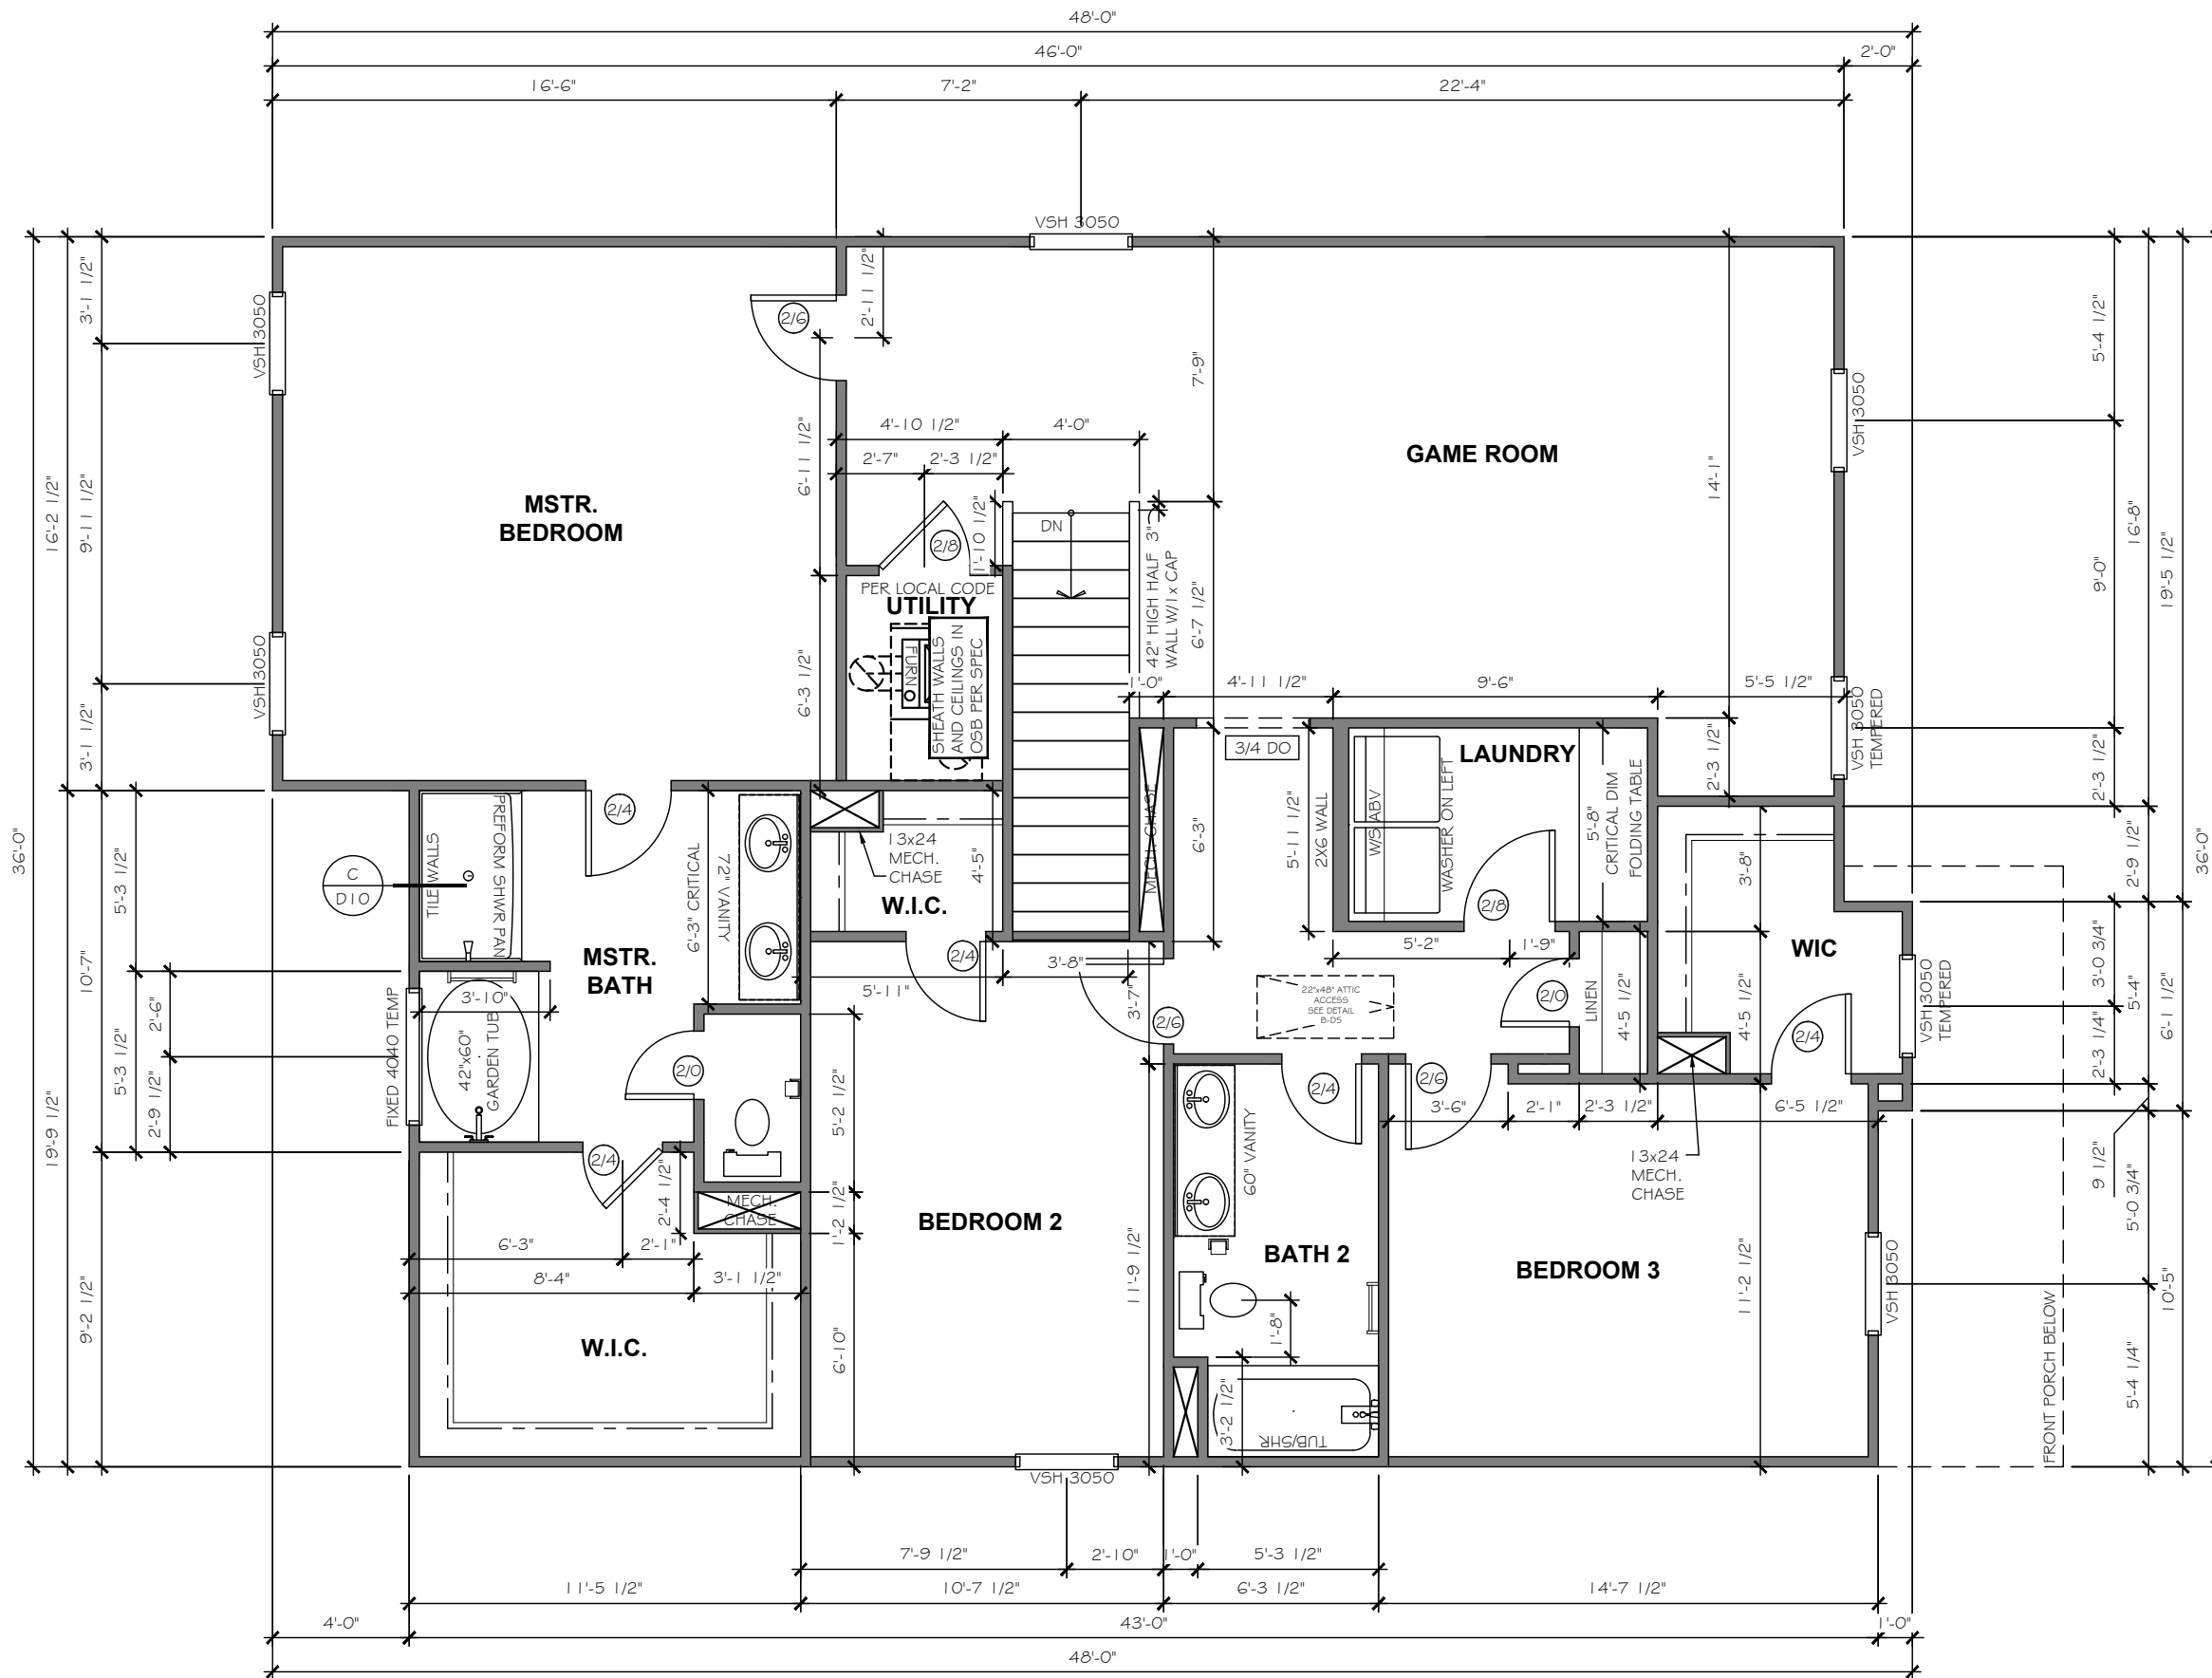 48'-0"
46'-0"
2'-0"
16'-6"
7'-2"
22'-4"
VSH 3050
3'-1 1/2"
VSH 3050
2/6
2'-11 1/2"
7'-9"
5'-4 1/2"
VSH 3050
4'-10 1/2"
4'-0"
2'-7"
2'-3 1/2"
GAME ROOM
14'-1"
6'-11 1/2"
MSTR.
BEDROOM
16'-2 1/2"
9'-11 1/2"
DN
3"
1'-10 1/2"
2/8
42" HIGH HALF
WALL W/1x CAP
6'-7 1/2"
16'-8"
19'-5 1/2"
9'-0"
PER LOCAL CODE
UTILITY
SHEATH WALLS
AND CEILINGS IN
OSB PER SPEC
FURN
VSH 3050
6'-3 1/2"
1'-0"
4'-11 1/2"
9'-6"
5'-5 1/2"
VSH 3050
TEMPERED
3'-1 1/2"
2'-3 1/2"
2'-3 1/2"
3/4 DO
LAUNDRY
36'-0"
36'-0"
2/4
PREFORM SHWR PAN
TILE WALLS
C
D10
6'-3" CRITICAL
72" VANITY
13x24
MECH.
CHASE
4'-5"
W.I.C.
MECH. CHASE
6'-3"
5'-11 1/2"
2X6 WALL
W/S ABV
WASHER ON LEFT
5'-8"
CRITICAL DIM
FOLDING TABLE
3'-8"
2'-9 1/2"
5'-3 1/2"
10'-7"
2/8
MSTR.
BATH
2/4
3'-8"
5'-2"
1'-9"
WIC
5'-11"
3'-7"
2/6
22"x48" ATTIC
ACCESS
SEE DETAIL
B-D5
2/0
LINEN
4'-5 1/2"
4'-5 1/2"
2/4
VSH 3050
TEMPERED
3'-0 3/4"
5'-4"
6'-1 1/2"
2'-3 1/4"
FIXED 4040 TEMP
3'-10"
42"x60"
GARDEN TUB
2'-6"
5'-3 1/2"
2'-9 1/2"
2/0
2/4
2/6
3'-6"
2'-1"
2'-3 1/2"
6'-5 1/2"
5'-2 1/2"
60" VANITY
13x24
MECH.
CHASE
9 1/2"
19'-9 1/2"
2/4
2'-4 1/2"
MECH.
CHASE
1'-2 1/2"
6'-3"
2'-1"
8'-4"
3'-1 1/2"
BEDROOM 2
11'-9 1/2"
BATH 2
BEDROOM 3
11'-2 1/2"
VSH 3050
5'-0 3/4"
10'-5"
9'-2 1/2"
W.I.C.
6'-10"
1'-8"
3'-2 1/2"
TUB/SHR
FRONT PORCH BELOW
5'-4 1/4"
VSH 3050
7'-9 1/2"
2'-10"
1'-0"
5'-3 1/2"
11'-5 1/2"
10'-7 1/2"
6'-3 1/2"
14'-7 1/2"
4'-0"
43'-0"
1'-0"
48'-0"